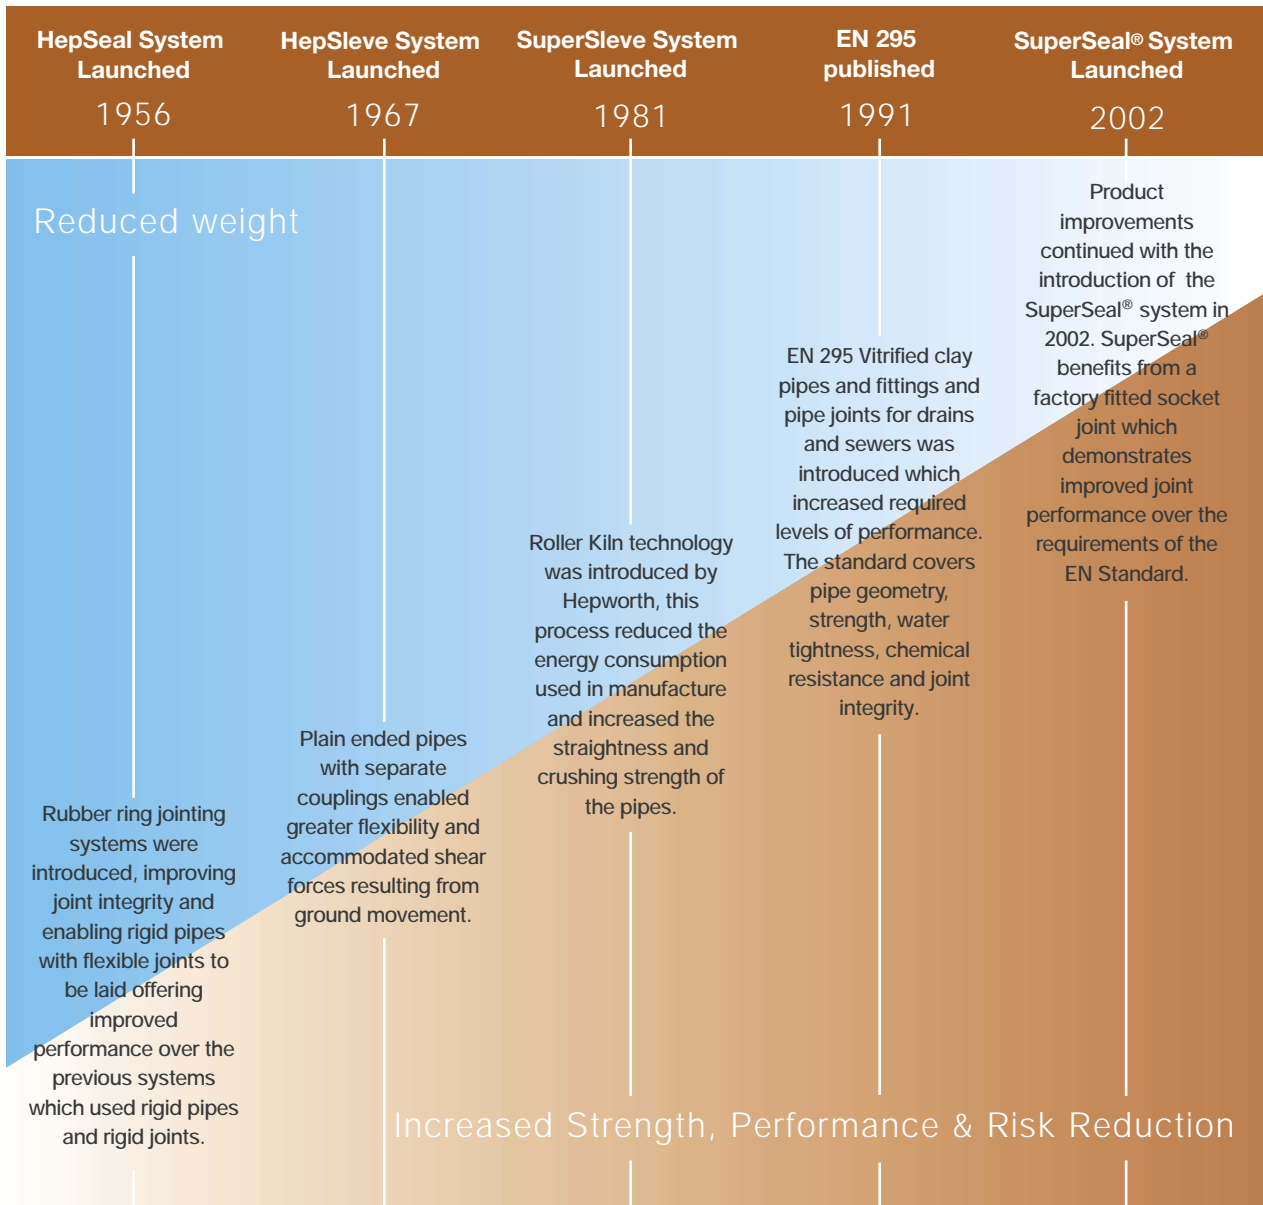 HepSeal System
Launched
1956
HepSleve System
Launched
1967
SuperSleve System
Launched
1981
EN 295
published
1991
SuperSeal® System
Launched
2002
Reduced weight
Rubber ring jointing
systems were
introduced, improving
joint integrity and
enabling rigid pipes
with flexible joints to
be laid offering
improved
performance over the
previous systems
which used rigid pipes
and rigid joints.
Plain ended pipes
with separate
couplings enabled
greater flexibility and
accommodated shear
forces resulting from
ground movement.
Roller Kiln technology
was introduced by
Hepworth, this
process reduced the
energy consumption
used in manufacture
and increased the
straightness and
crushing strength of
the pipes.
EN 295 Vitrified clay
pipes and fittings and
pipe joints for drains
and sewers was
introduced which
increased required
levels of performance.
The standard covers
pipe geometry,
strength, water
tightness, chemical
resistance and joint
integrity.
Product
improvements
continued with the
introduction of the
SuperSeal® system in
2002. SuperSeal®
benefits from a
factory fitted socket
joint which
demonstrates
improved joint
performance over the
requirements of the
EN Standard.
Increased Strength, Performance & Risk Reduction